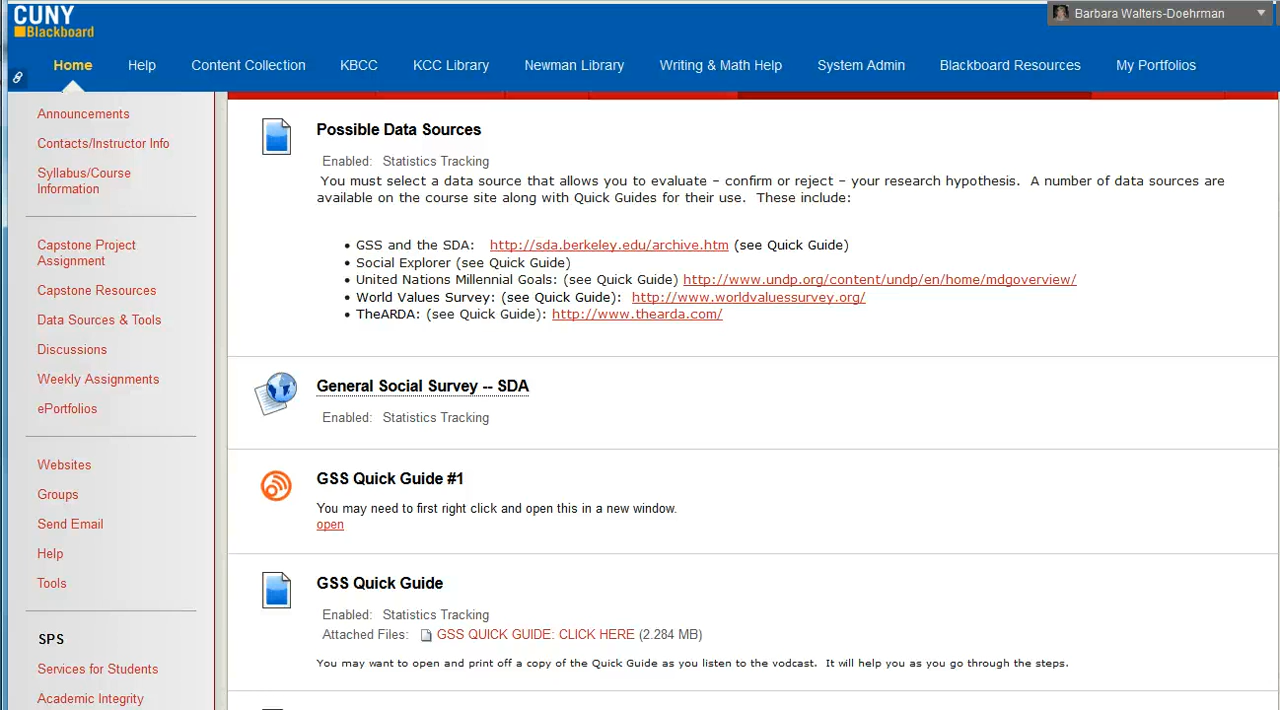 CUNY
Blackboard
Barbara Walters-Doehrman
Home Help Content Collection KBCC KCC Library Newman Library Writing & Math Help System Admin Blackboard Resources My Portfolios
Announcements
Contacts/Instructor Info
Syllabus/Course
Information
Capstone Project
Assignment
Capstone Resources
Data Sources & Tools
Discussions
Weekly Assignments
ePortfolios
Websites
Groups
Send Email
Help
Tools
SPS
Services for Students
Academic Integrity
Possible Data Sources
Enabled: Statistics Tracking
You must select a data source that allows you to evaluate – confirm or reject – your research hypothesis. A number of data sources are
available on the course site along with Quick Guides for their use. These include:
• GSS and the SDA: http://sda.berkeley.edu/archive.htm (see Quick Guide)
• Social Explorer (see Quick Guide)
• United Nations Millennial Goals: (see Quick Guide) http://www.undp.org/content/undp/en/home/mdgoverview/
• World Values Survey: (see Quick Guide): http://www.worldvaluessurvey.org/
• TheARDA: (see Quick Guide): http://www.thearda.com/
General Social Survey -- SDA
Enabled: Statistics Tracking
GSS Quick Guide #1
You may need to first right click and open this in a new window.
open
GSS Quick Guide
Enabled: Statistics Tracking
Attached Files: GSS QUICK GUIDE: CLICK HERE (2.284 MB)
You may want to open and print off a copy of the Quick Guide as you listen to the vodcast. It will help you as you go through the steps.